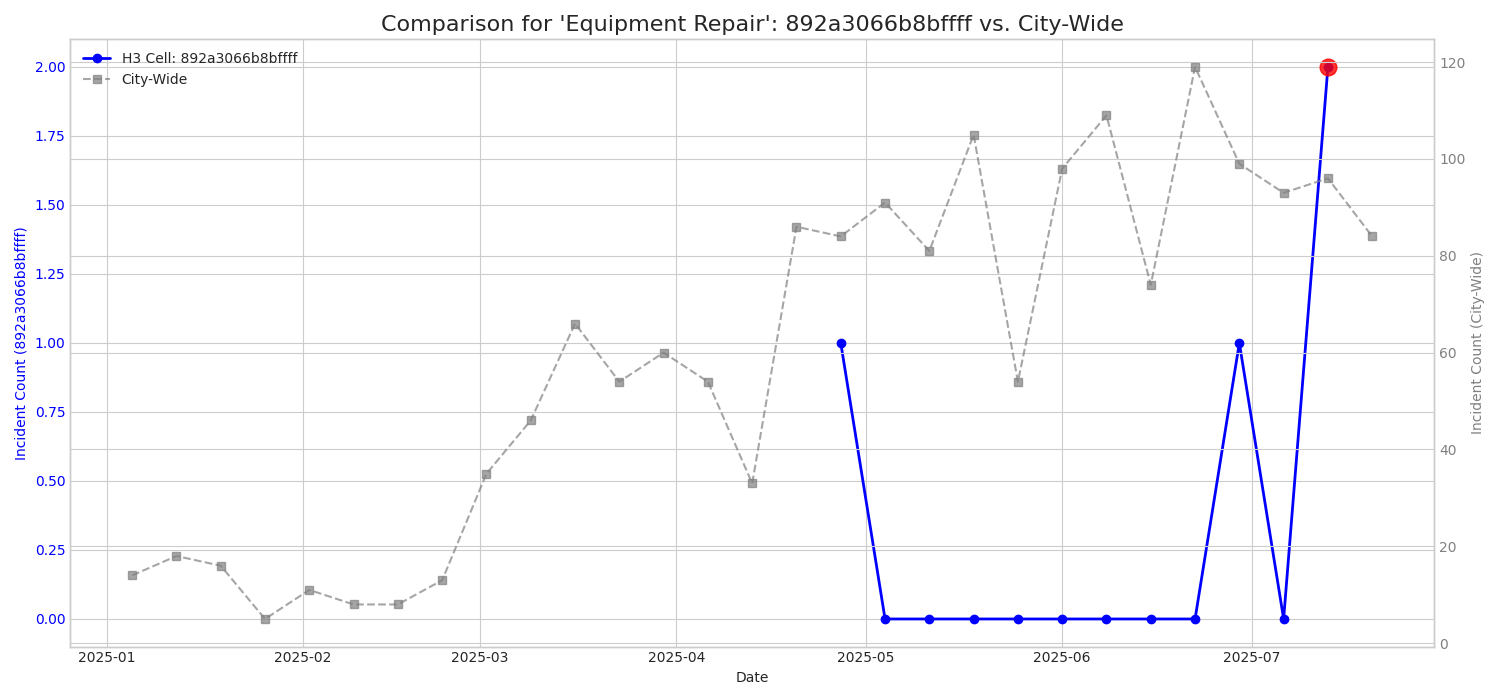 Comparison for 'Equipment Repair': 892a3066b8bffff vs. City-Wide
H3 Cell: 892a3066b8bffff
City-Wide
Incident Count (892a3066b8bffff)
2.00
1.75
1.50
1.25
1.00
0.75
0.50
0.25
0.00
120
100
80
60
40
20
0
Incident Count (City-Wide)
2025-01 2025-02 2025-03 2025-04 2025-05 2025-06 2025-07
Date